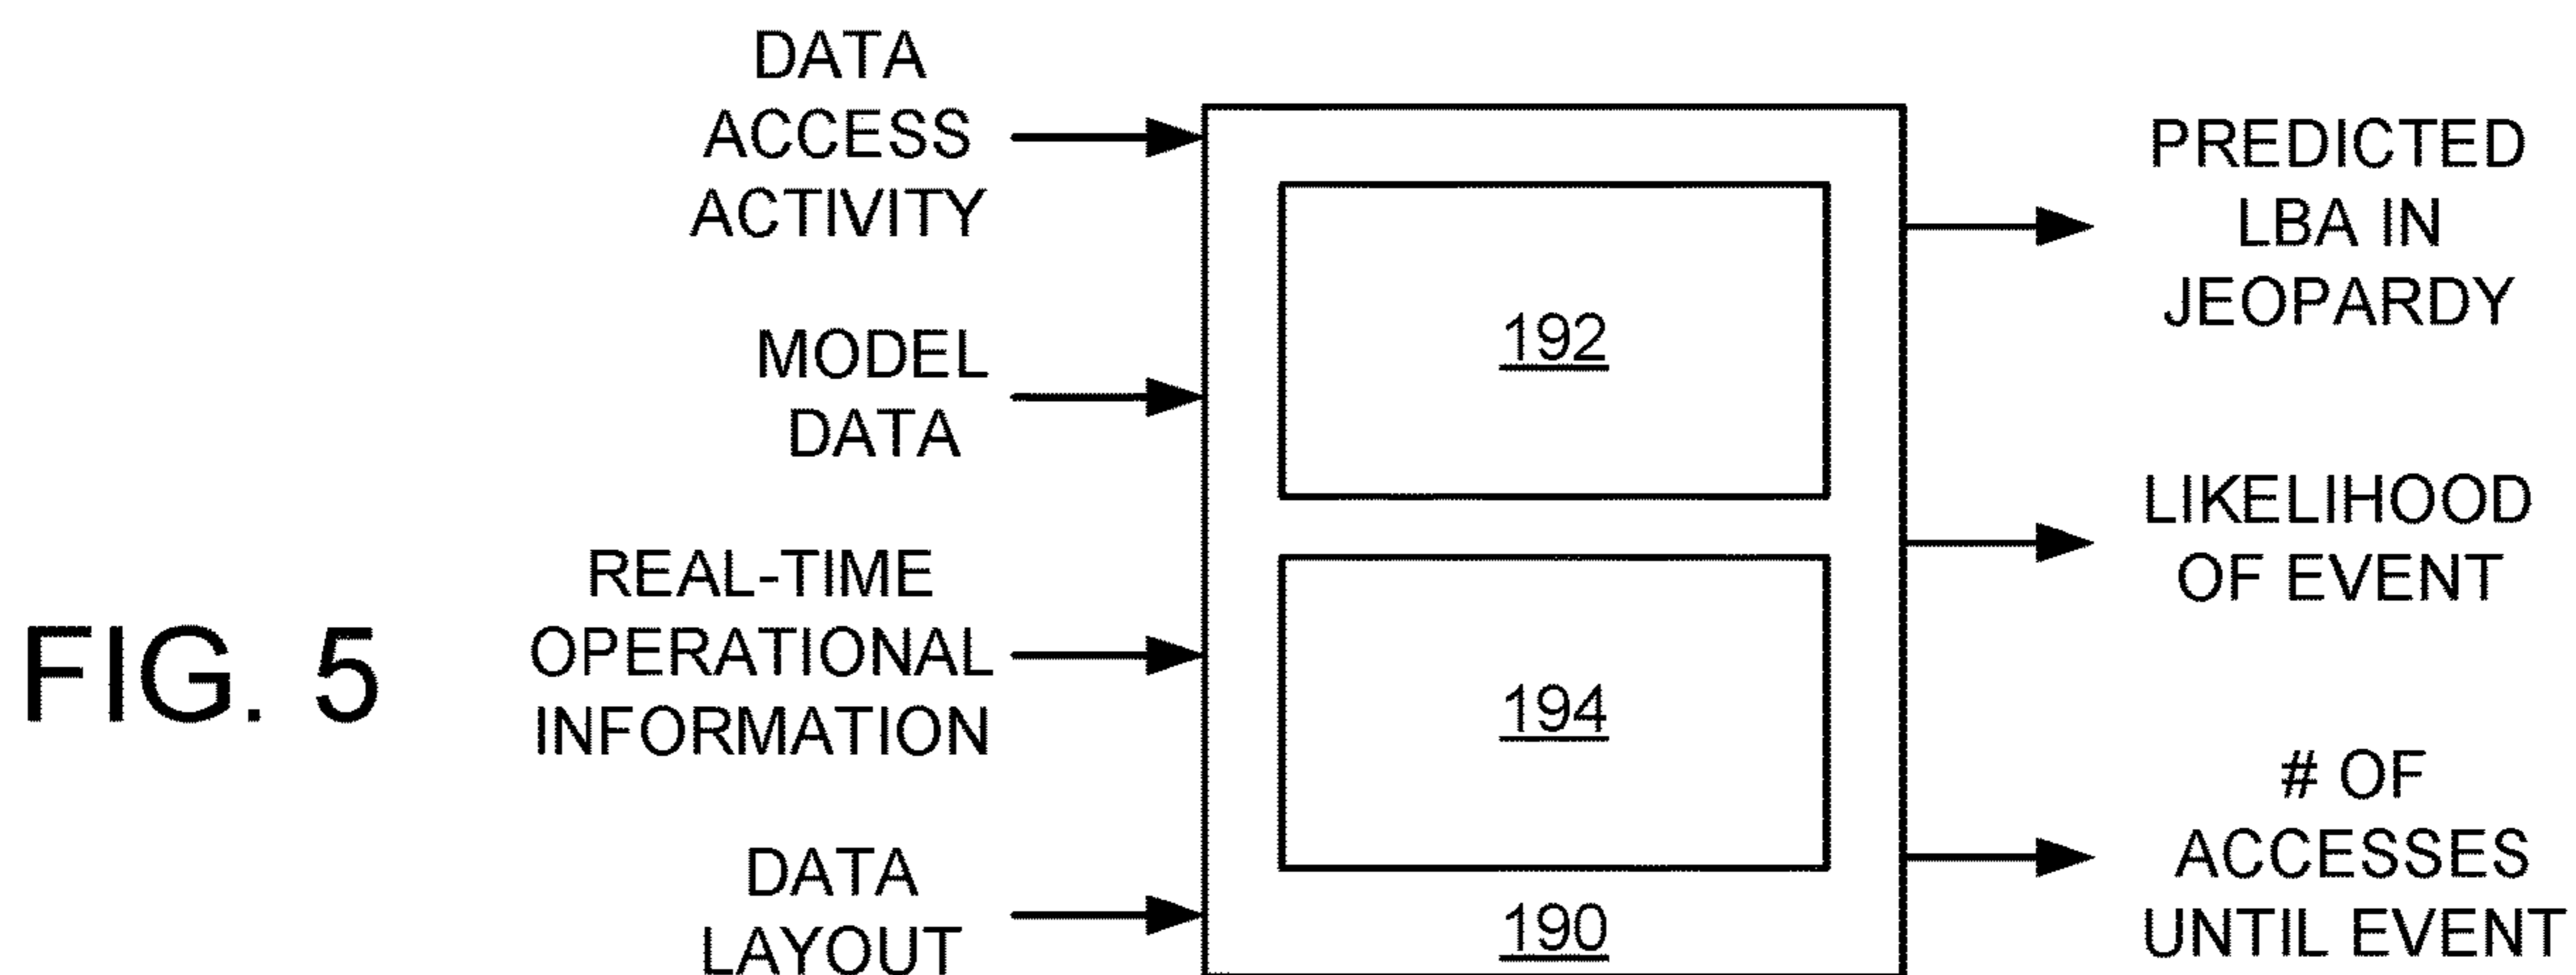 FIG. 5
DATA
ACCESS
ACTIVITY
MODEL
DATA
REAL-TIME
OPERATIONAL
INFORMATION
DATA
LAYOUT
192
194
190
PREDICTED
LBA IN
JEOPARDY
LIKELIHOOD
OF EVENT
# OF
ACCESSES
UNTIL EVENT